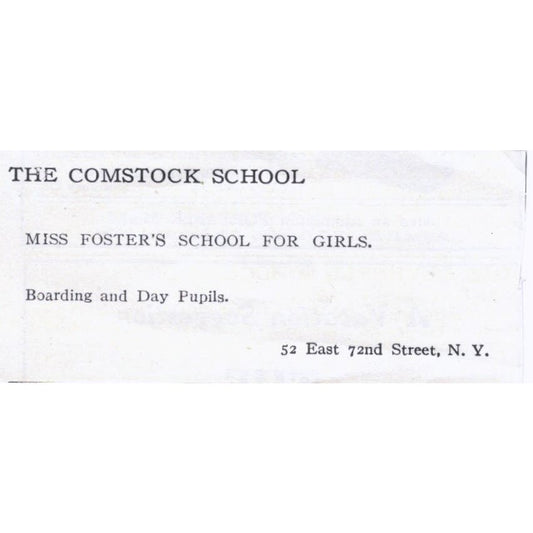 THE COMSTOCK SCHOOL
MISS FOSTER'S SCHOOL FOR GIRLS.
Boarding and Day Pupils.
52 East 72nd Street, N. Y.